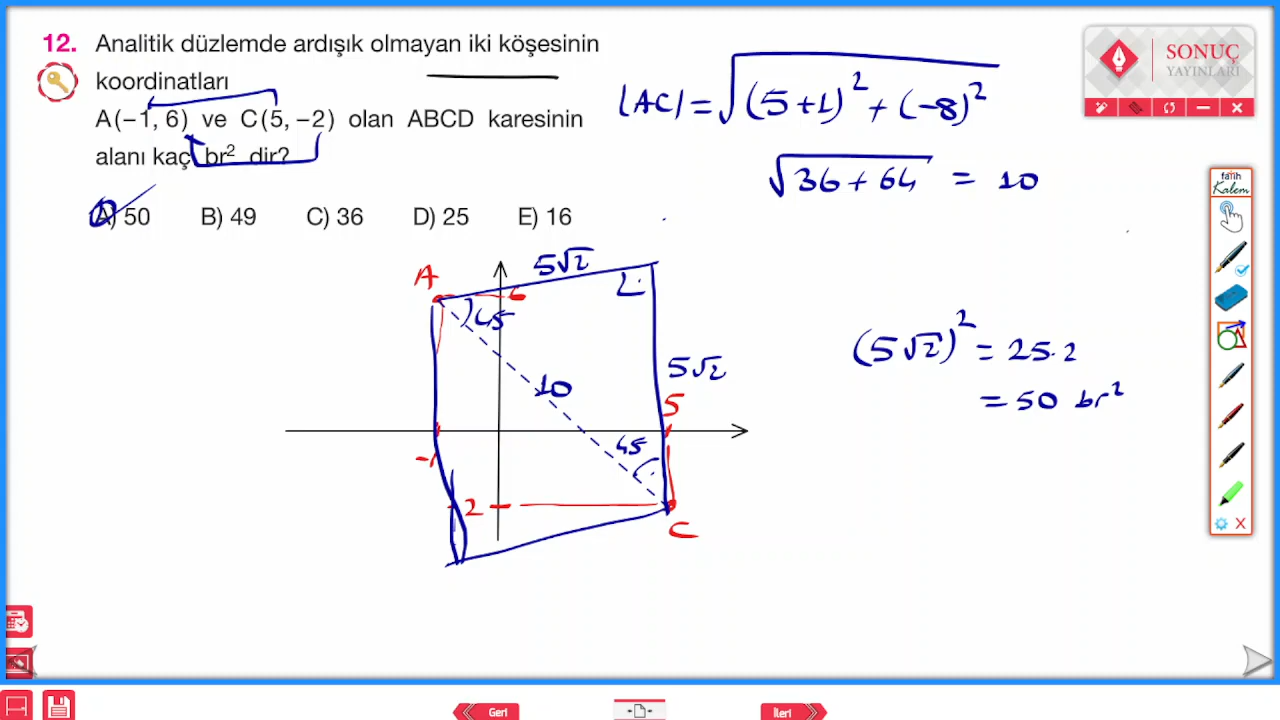 12. Analitik düzlemde ardışık olmayan iki köşesinin
koordinatları
A(−1, 6) ve C(5, −2) olan ABCD karesinin
alanı kaç br² dir?
A) 50 B) 49 C) 36 D) 25 E) 16
|AC| = √(5+1)² + (−8)²
√36 + 64 = 10
SONUÇ
YAYINLARI
fatih
Kalem
A
6
5√2
45
10
5√2
5
45
-1
-2
C
(5√2)² = 25.2
= 50 br²
Geri
İleri